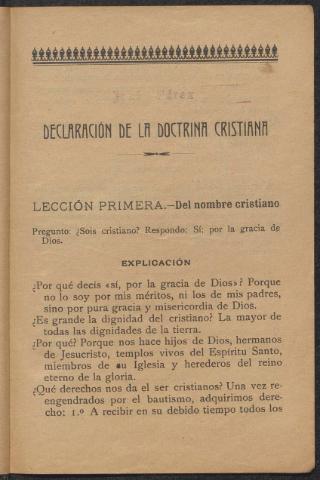 Pérez
DECLARACIÓN DE LA DOCTRINA CRISTIANA
LECCIÓN PRIMERA.—Del nombre cristiano
Pregunto: ¿Sois cristiano? Respondo: Sí; por la gracia de
Dios.
EXPLICACIÓN
¿Por qué decís «sí, por la gracia de Dios»? Porque
no lo soy por mis méritos, ni los de mis padres,
sino por pura gracia y misericordia de Dios.
¿Es grande la dignidad del cristiano? La mayor de
todas las dignidades de la tierra.
¿Por qué? Porque nos hace hijos de Dios, hermanos
de Jesucristo, templos vivos del Espíritu Santo,
miembros de su Iglesia y herederos del reino
eterno de la gloria.
¿Qué derechos nos da el ser cristianos? Una vez re-
engendrados por el bautismo, adquirimos dere-
cho: 1.º A recibir en su debido tiempo todos los